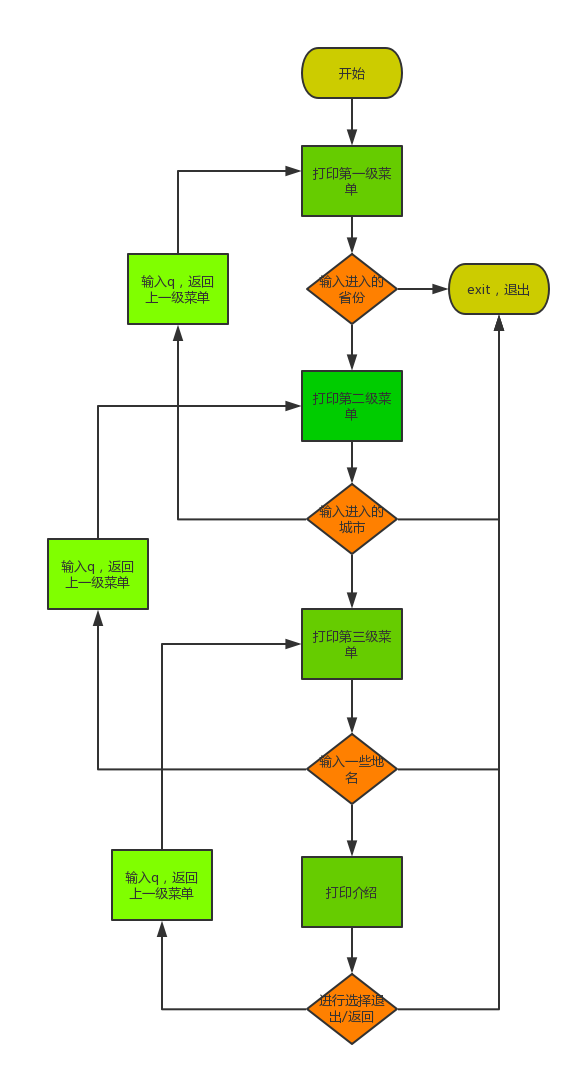 开始
打印第一级菜
单
输入q，返回
上一级菜单
输入进入的
省份
exit，退出
打印第二级菜
单
输入进入的
城市
输入q，返回
上一级菜单
打印第三级菜
单
输入一些地
名
输入q，返回
上一级菜单
打印介绍
进行选择退
出/返回